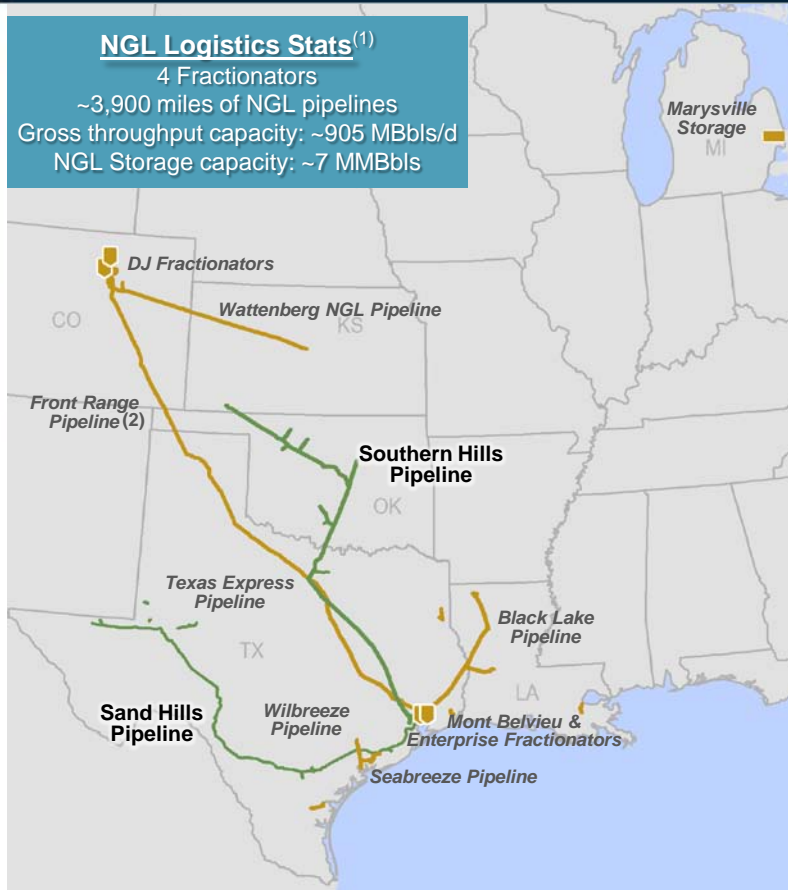 NGL Logistics Stats(1)
4 Fractionators
~3,900 miles of NGL pipelines
Gross throughput capacity: ~905 MBbls/d
NGL Storage capacity: ~7 MMBbls
Marysville
Storage
MI
DJ Fractionators
Wattenberg NGL Pipeline
CO
KS
Front Range
Pipeline(2)
Southern Hills
Pipeline
OK
Texas Express
Pipeline
Black Lake
Pipeline
TX
LA
Sand Hills
Pipeline
Wilbreeze
Pipeline
Mont Belvieu &
Enterprise Fractionators
Seabreeze Pipeline